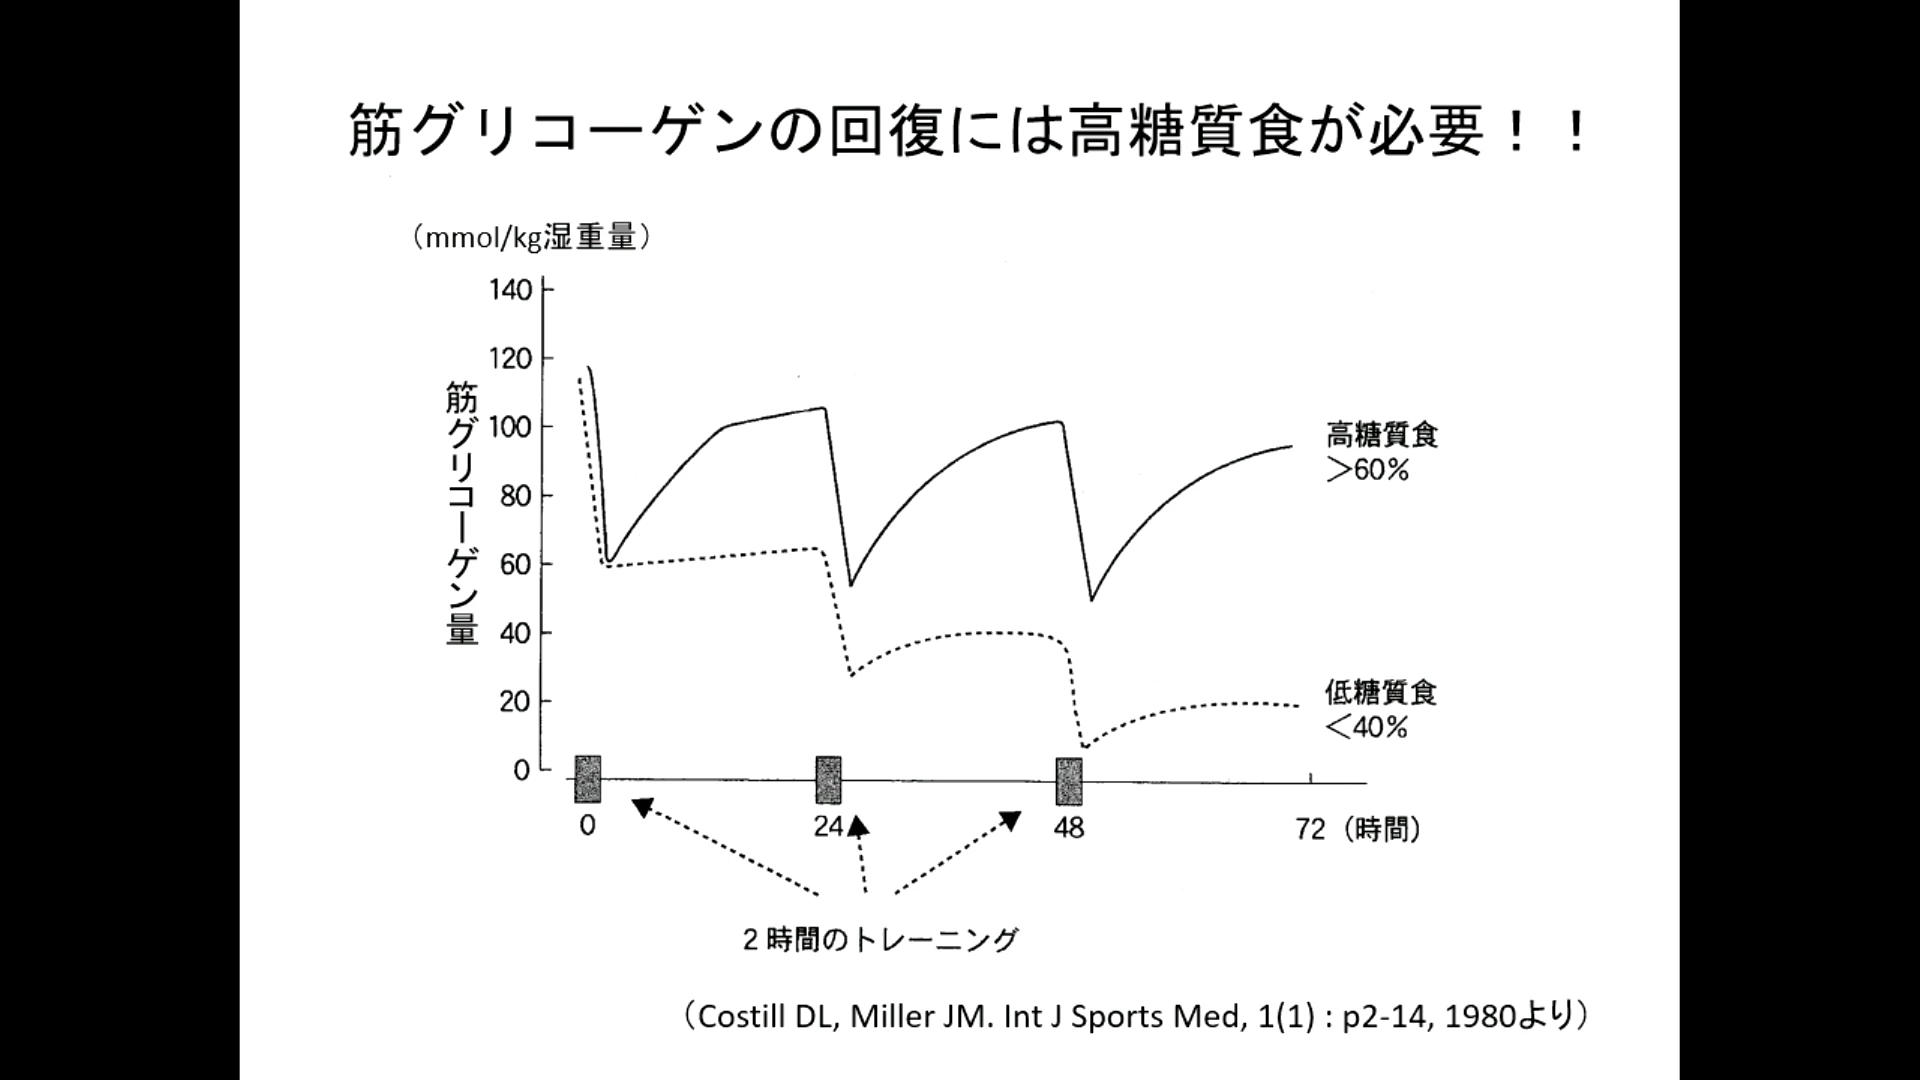 筋グリコーゲンの回復には高糖質食が必要！！
（mmol/kg湿重量）
筋グリコーゲン量
140
120
100
80
60
40
20
0
高糖質食
＞60%
低糖質食
＜40%
0
24
48
72（時間）
2時間のトレーニング
（Costill DL, Miller JM. Int J Sports Med, 1(1) : p2-14, 1980より）